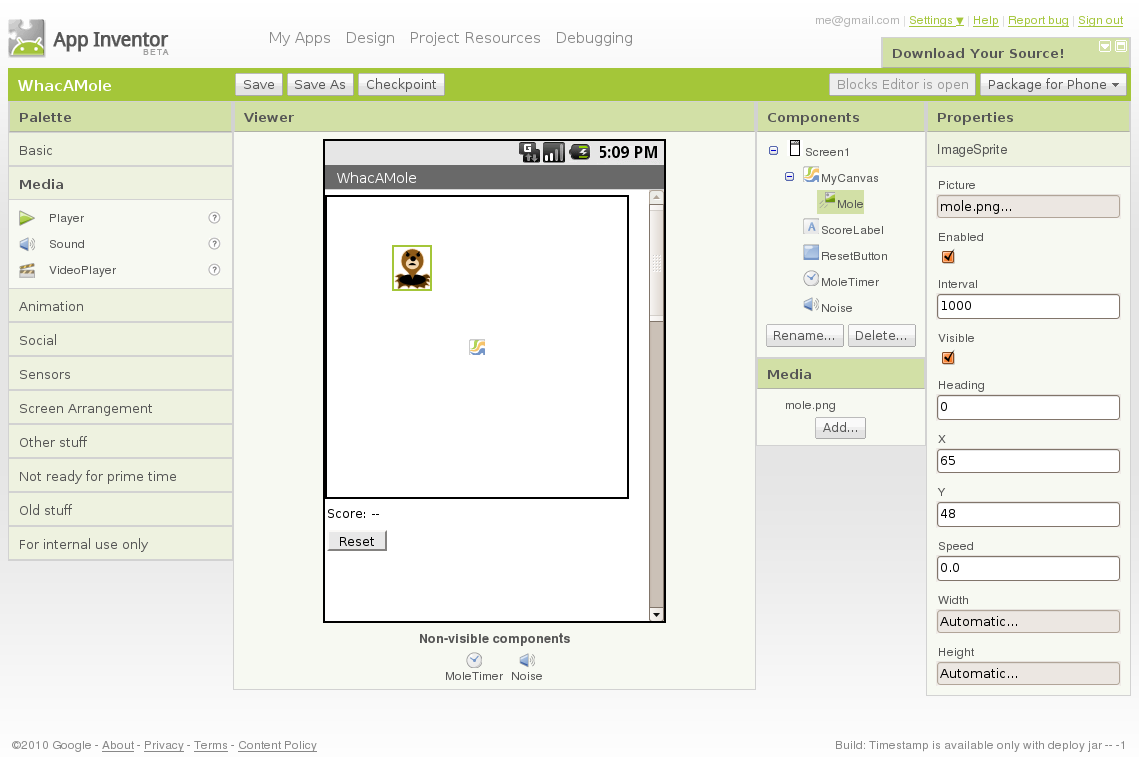 me@gmail.com | Settings ▼ | Help | Report bug | Sign out
App Inventor
BETA
My Apps Design Project Resources Debugging
Download Your Source!
WhacAMole
Save Save As Checkpoint
Blocks Editor is open Package for Phone
Palette
Basic
Media
Player ?
Sound ?
VideoPlayer ?
Animation
Social
Sensors
Screen Arrangement
Other stuff
Not ready for prime time
Old stuff
For internal use only
Viewer
G 5:09 PM
WhacAMole
Score: --
Reset
Non-visible components
MoleTimer Noise
Components
Screen1
MyCanvas
Mole
A ScoreLabel
ResetButton
MoleTimer
Noise
Rename... Delete...
Media
mole.png
Add...
Properties
ImageSprite
Picture
mole.png...
Enabled
Interval
1000
Visible
Heading
0
X
65
Y
48
Speed
0.0
Width
Automatic...
Height
Automatic...
©2010 Google - About - Privacy - Terms - Content Policy
Build: Timestamp is available only with deploy jar -- -1